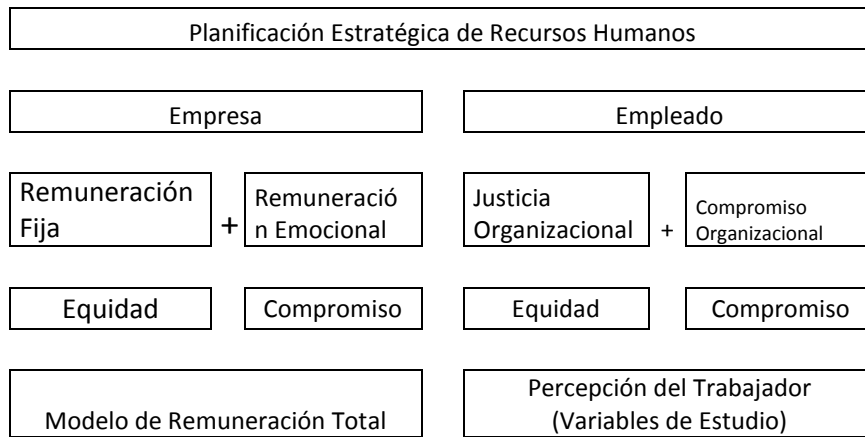 Planificación Estratégica de Recursos Humanos
Empresa
Empleado
Remuneración
Fija
+
Remuneració
n Emocional
Justicia
Organizacional
+
Compromiso
Organizacional
Equidad
Compromiso
Equidad
Compromiso
Modelo de Remuneración Total
Percepción del Trabajador
(Variables de Estudio)